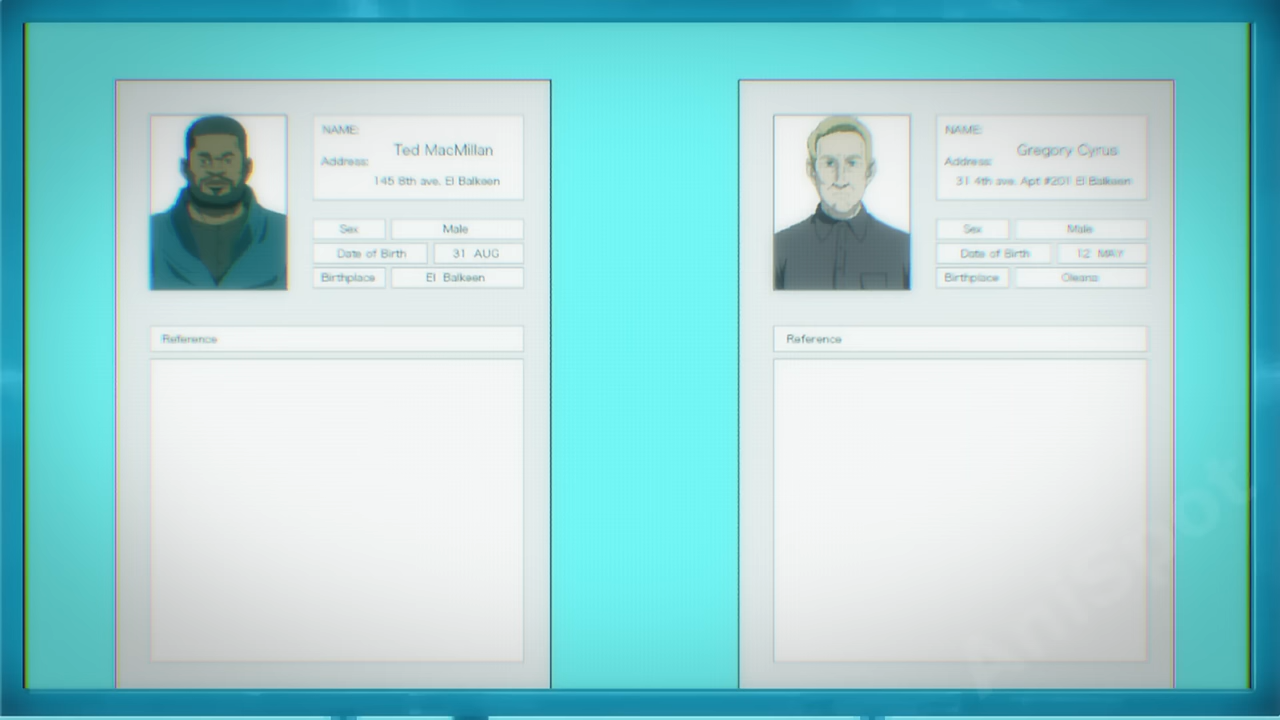 NAME:
Ted MacMillan
Address:
145 8th ave. El Balkeen
Sex
Male
Date of Birth
31 AUG
Birthplace
El Balkeen
Reference
NAME:
Gregory Cyrus
Address:
31 4th ave. Apt #201 El Balkeen
Sex
Male
Date of Birth
12 MAY
Birthplace
Oleans
Reference
AmiShot